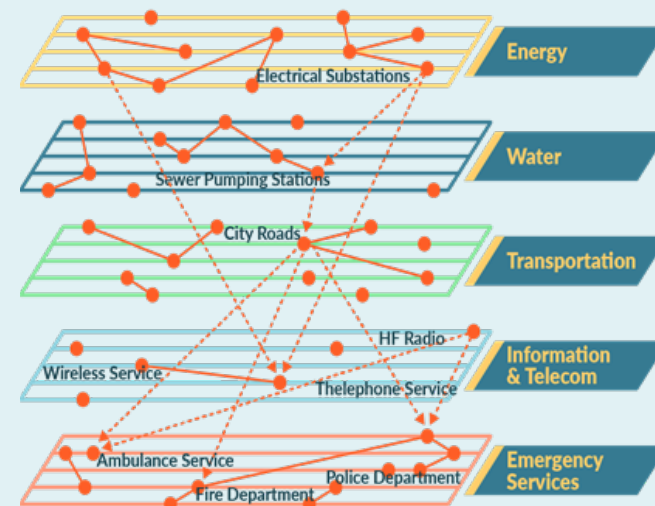 Energy
Electrical Substations
Water
Sewer Pumping Stations
City Roads
Transportation
HF Radio
Information
& Telecom
Wireless Service
Thelephone Service
Ambulance Service
Emergency
Services
Police Department
Fire Department